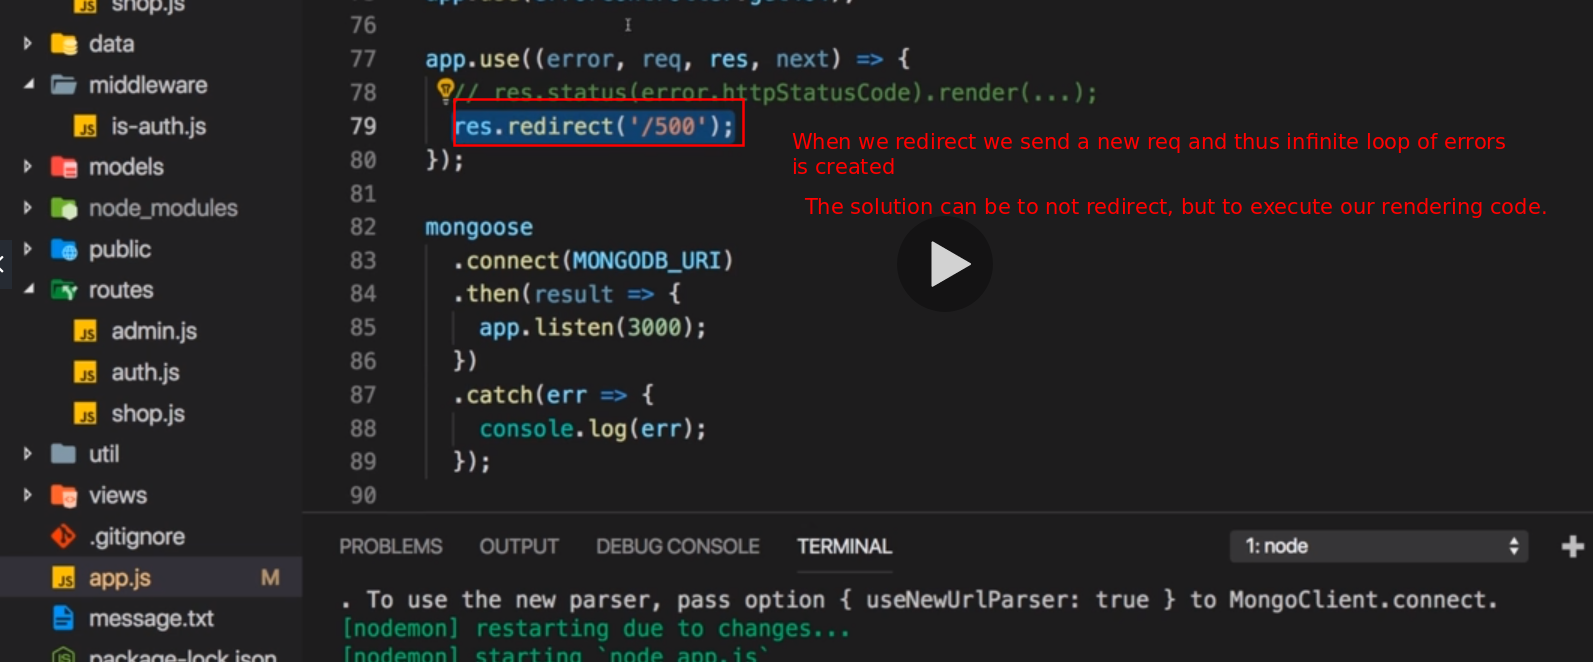 shop.js
data
middleware
is-auth.js
models
node_modules
public
routes
admin.js
auth.js
shop.js
util
views
.gitignore
app.js M
message.txt
package-lock.json
76
77 app.use((error, req, res, next) => {
78 // res.status(error.httpStatusCode).render(...);
79 res.redirect('/500');
80 });
81
82 mongoose
83 .connect(MONGODB_URI)
84 .then(result => {
85 app.listen(3000);
86 })
87 .catch(err => {
88 console.log(err);
89 });
90
When we redirect we send a new req and thus infinite loop of errors
is created
The solution can be to not redirect, but to execute our rendering code.
PROBLEMS OUTPUT DEBUG CONSOLE TERMINAL 1: node
. To use the new parser, pass option { useNewUrlParser: true } to MongoClient.connect.
[nodemon] restarting due to changes...
[nodemon] starting `node app.js`